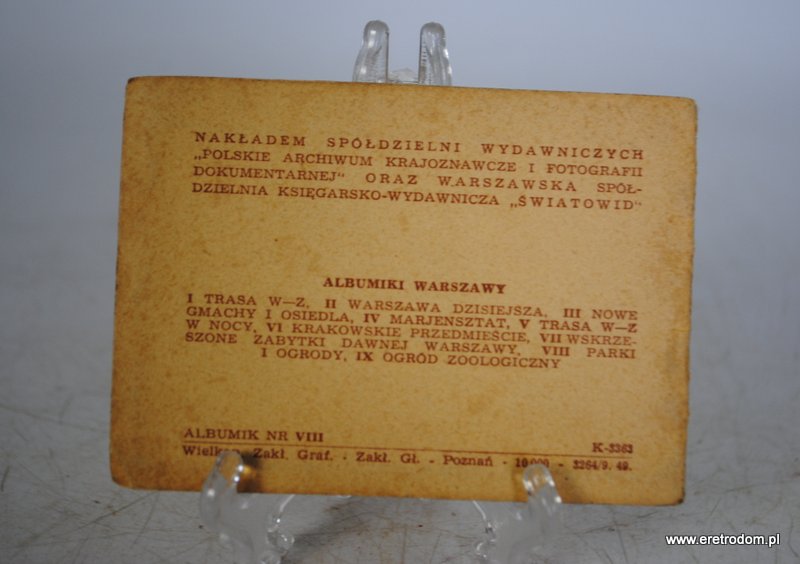 NAKŁADEM SPÓŁDZIELNI WYDAWNICZYCH
„POLSKIE ARCHIWUM KRAJOZNAWCZE I FOTOGRAFII
DOKUMENTARNEJ" ORAZ WARSZAWSKA SPÓŁ-
DZIELNIA KSIĘGARSKO-WYDAWNICZA „ŚWIATOWID"
ALBUMIKI WARSZAWY
I TRASA W—Z, II WARSZAWA DZISIEJSZA, III NOWE
GMACHY I OSIEDLA, IV MARJENSZTAT, V TRASA W—Z
W NOCY, VI KRAKOWSKIE PRZEDMIEŚCIE, VII WSKRZE-
SZONE ZABYTKI DAWNEJ WARSZAWY, VIII PARKI
I OGRODY, IX OGRÓD ZOOLOGICZNY
ALBUMIK NR VIII K-3363
Zakł. Graf. - Zakł. Gł. - Poznań - 10 000 - 3264/9. 49.
www.eretrodom.pl